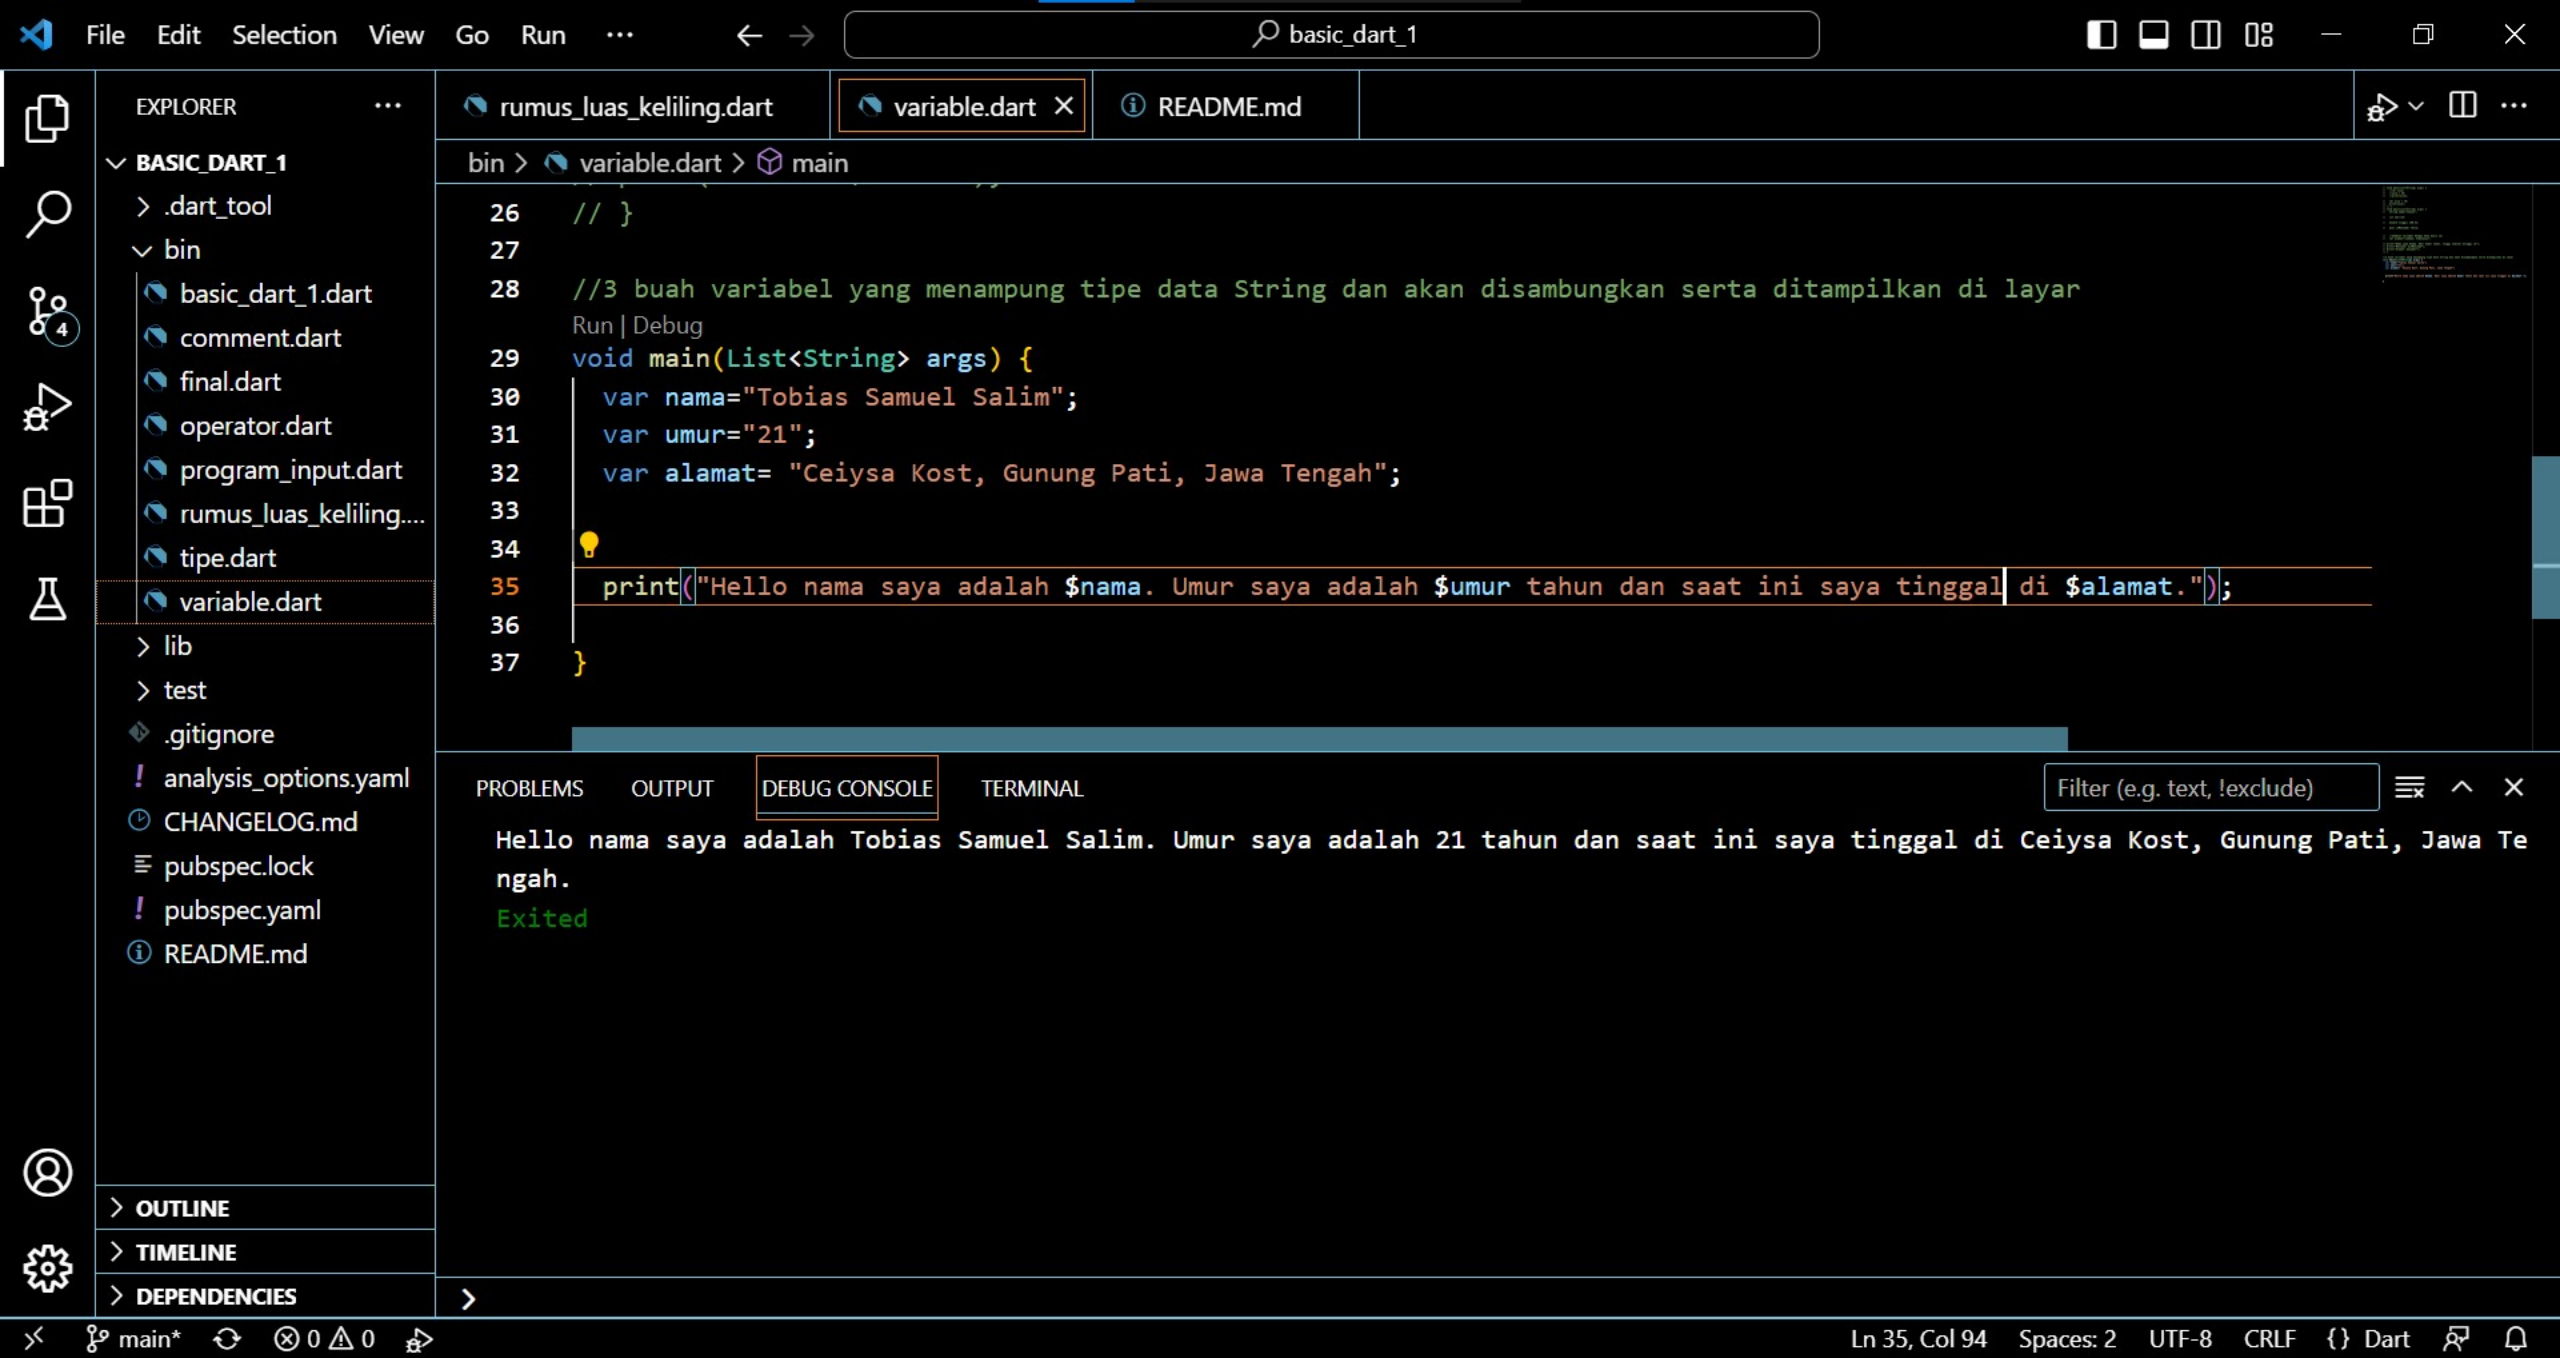 File Edit Selection View Go Run ··· basic_dart_1
EXPLORER ···
BASIC_DART_1
.dart_tool
bin
basic_dart_1.dart
comment.dart
final.dart
operator.dart
program_input.dart
rumus_luas_keliling....
tipe.dart
variable.dart
lib
test
.gitignore
analysis_options.yaml
CHANGELOG.md
pubspec.lock
pubspec.yaml
README.md
OUTLINE
TIMELINE
DEPENDENCIES
4
rumus_luas_keliling.dart variable.dart README.md
bin > variable.dart > main
26 // }
27
28 //3 buah variabel yang menampung tipe data String dan akan disambungkan serta ditampilkan di layar
Run | Debug
29 void main(List<String> args) {
30 var nama="Tobias Samuel Salim";
31 var umur="21";
32 var alamat= "Ceiysa Kost, Gunung Pati, Jawa Tengah";
33
34
35 print("Hello nama saya adalah $nama. Umur saya adalah $umur tahun dan saat ini saya tinggal di $alamat.");
36
37 }
PROBLEMS OUTPUT DEBUG CONSOLE TERMINAL Filter (e.g. text, !exclude)
Hello nama saya adalah Tobias Samuel Salim. Umur saya adalah 21 tahun dan saat ini saya tinggal di Ceiysa Kost, Gunung Pati, Jawa Te
ngah.
Exited
>
main* 0 0 Ln 35, Col 94 Spaces: 2 UTF-8 CRLF {} Dart